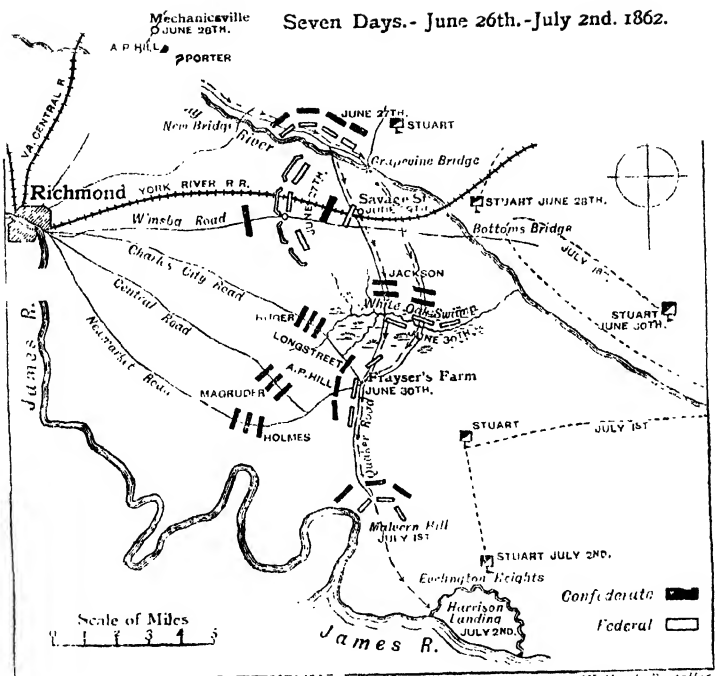 Seven Days.- June 26th.-July 2nd. 1862.
Mechanicsville
JUNE 26TH.
A.P. HILL
PORTER
VA. CENTRAL R.
JUNE 27TH.
STUART
New Bridge
River
Grapevine Bridge
Richmond
YORK RIVER R.R.
JUNE 27TH.
Savage St.
STUART JUNE 28TH.
Winsba Road
Bottoms Bridge
JULY 1ST.
Charles City Road
JACKSON
White Oak Swamp
STUART
JUNE 30TH.
Central Road
HUGER
JUNE 30TH.
LONGSTREET
A.P. HILL
Frayser's Farm
JUNE 30TH.
Newmarket Road
MAGRUDER
HOLMES
James R.
Quaker Road
STUART
JULY 1ST
Malvern Hill
JULY 1ST.
STUART JULY 2ND.
Evelington Heights
Harrison
Landing
JULY 2ND.
Confederate
Federal
Scale of Miles
0 1 2 3 4 5
James R.